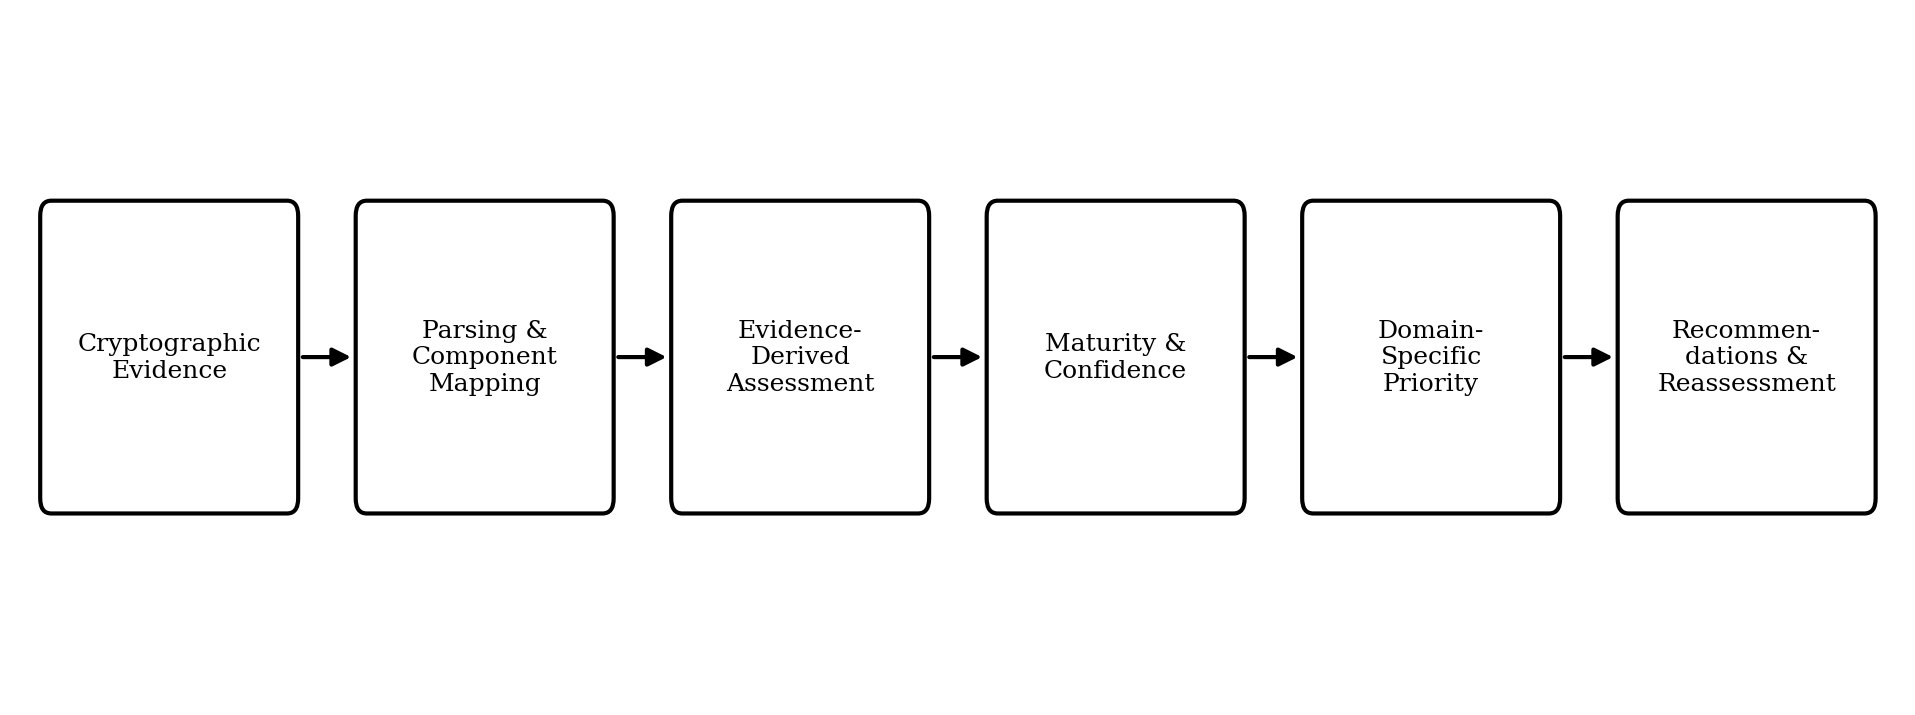 Cryptographic
Evidence
Parsing &
Component
Mapping
Evidence-
Derived
Assessment
Maturity &
Confidence
Domain-
Specific
Priority
Recommen-
dations &
Reassessment